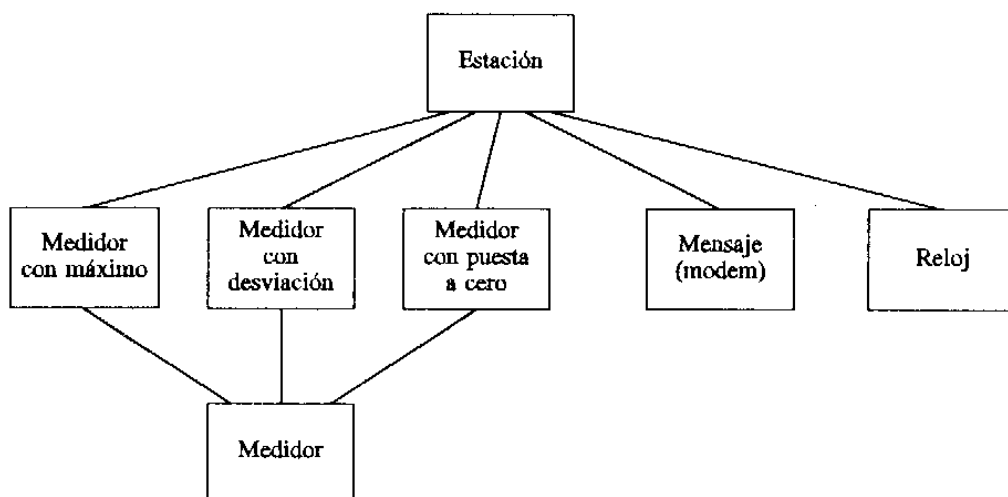 Estación
Medidor
con máximo
Medidor
con
desviación
Medidor
con puesta
a cero
Mensaje
(modem)
Reloj
Medidor